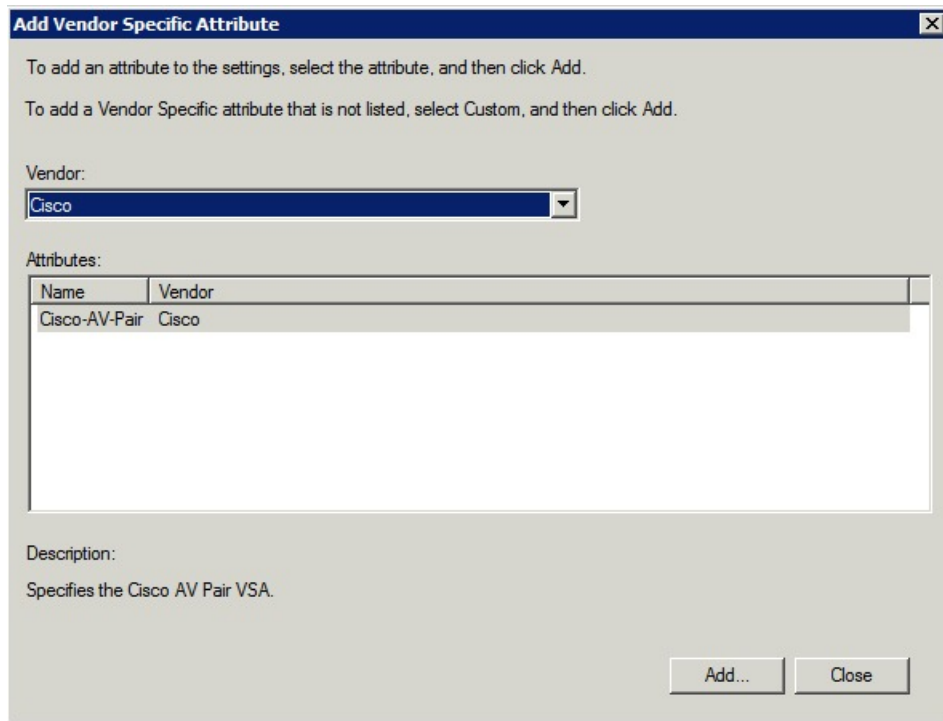 Add Vendor Specific Attribute
To add an attribute to the settings, select the attribute, and then click Add.
To add a Vendor Specific attribute that is not listed, select Custom, and then click Add.
Vendor:
Cisco
Attributes:
Name Vendor
Cisco-AV-Pair Cisco
Description:
Specifies the Cisco AV Pair VSA.
Add... Close